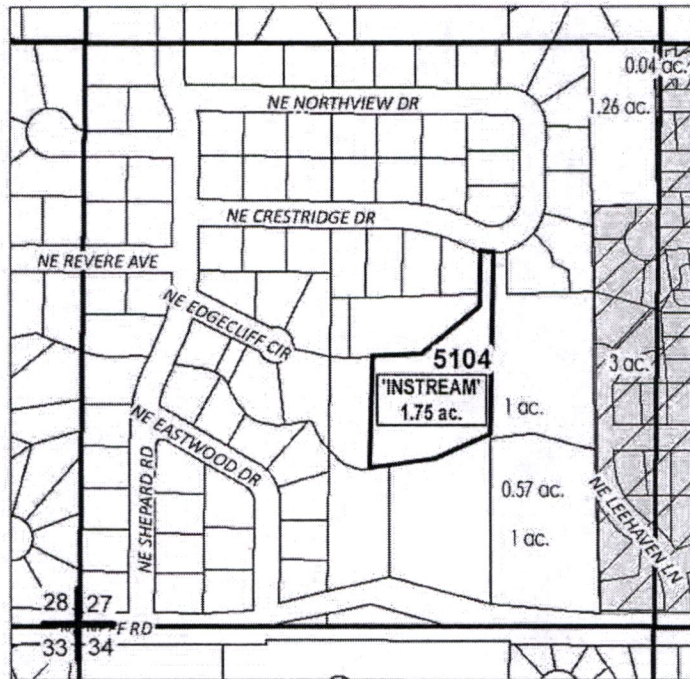 0.04 ac.
NE NORTHVIEW DR
1.26 ac.
NE CRESTRIDGE DR
NE REVERE AVE
NE EDGECLIFF CIR
5104
3 ac.
'INSTREAM'
1.75 ac.
1 ac.
NE EASTWOOD DR
0.57 ac.
NE SHEPARD RD
NE LEEHAVEN LN
1 ac.
28 27
RD
33 34